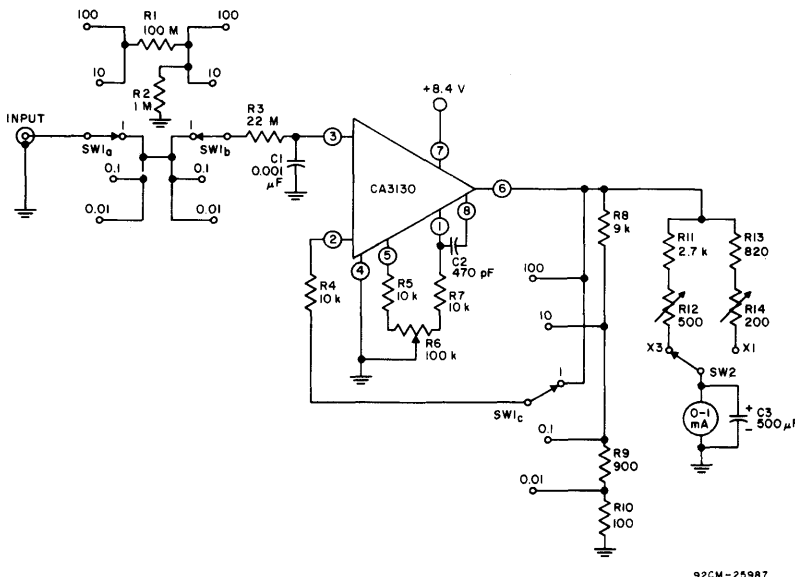 100
R1
100 M
100
10
R2
1 M
10
INPUT
1
SW1a
1
SW1b
0.1
0.1
0.01
0.01
R3
22 M
C1
0.001
μF
+8.4 V
3
7
CA3130
6
8
2
5
1
4
C2
470 pF
R4
10 k
R5
10 k
R7
10 k
R6
100 k
R8
9 k
100
10
1
SW1c
0.1
R9
900
0.01
R10
100
R11
2.7 k
R13
820
R12
500
R14
200
X3
X1
SW2
0-1
mA
+
C3
500 μF
−
92CM-25987